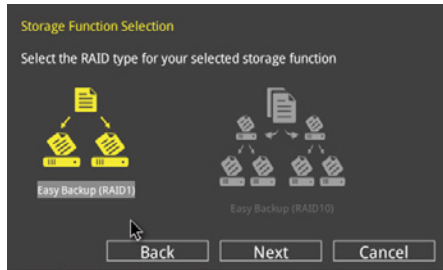 Storage Function Selection
Select the RAID type for your selected storage function
Easy Backup (RAID1)
Easy Backup (RAID10)
Back
Next
Cancel